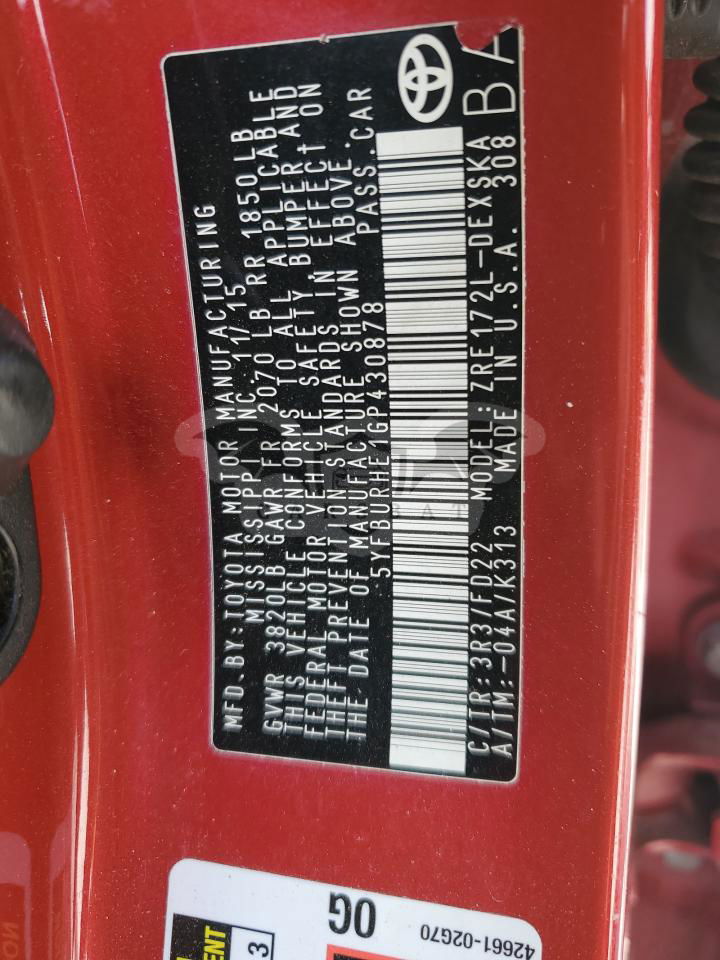 MFD.BY:TOYOTA MOTOR MANUFACTURING
MISSISSIPPI INC 11/15
GVWR 3820LB GAWR FR 2070 LB RR 1850LB
THIS VEHICLE CONFORMS TO ALL APPLICABLE
FEDERAL MOTOR VEHICLE SAFETY, BUMPER, AND
THEFT PREVENTION STANDARDS IN EFFECT ON
THE DATE OF MANUFACTURE SHOWN ABOVE.
5YFBURHE1GP430878 PASS.CAR
C/TR:3R3/FD22 MODEL:ZRE172L-DEXSKA
A/TM:-04A/K313 MADE IN U.S.A. 308
BA
OG
42661-02G70
3